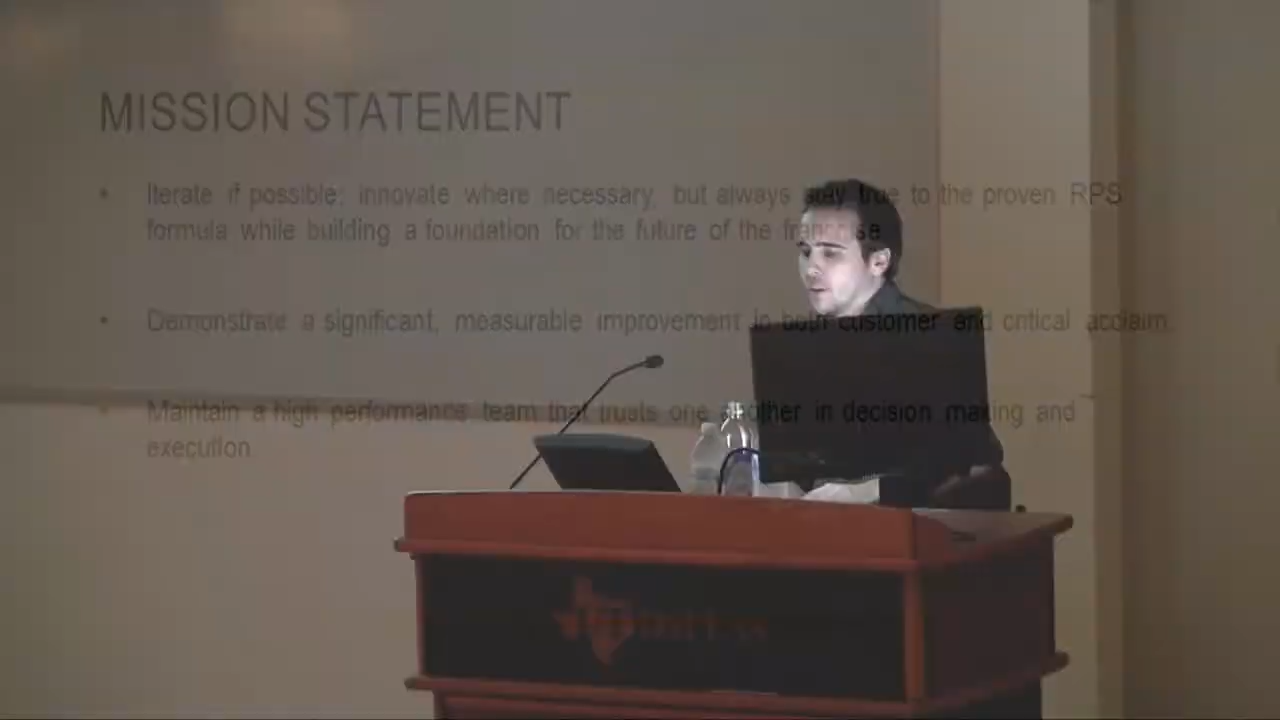 MISSION STATEMENT
• Iterate if possible; innovate where necessary, but always stay true to the proven RPS
formula while building a foundation for the future of the franchise
• Demonstrate a significant, measurable improvement in both customer and critical acclaim.
• Maintain a high performance team that trusts one another in decision making and
execution